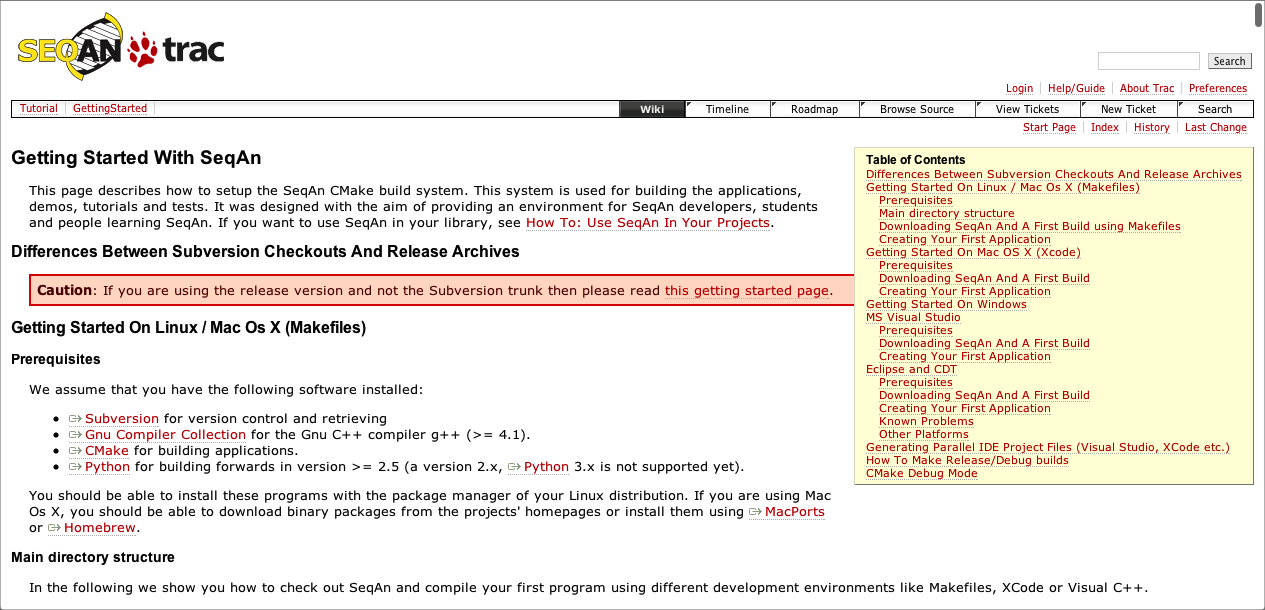 SEQAN trac
Search
Login Help/Guide About Trac Preferences
Tutorial GettingStarted Wiki Timeline Roadmap Browse Source View Tickets New Ticket Search
Start Page Index History Last Change
Getting Started With SeqAn
This page describes how to setup the SeqAn CMake build system. This system is used for building the applications,
demos, tutorials and tests. It was designed with the aim of providing an environment for SeqAn developers, students
and people learning SeqAn. If you want to use SeqAn in your library, see How To: Use SeqAn In Your Projects.
Differences Between Subversion Checkouts And Release Archives
Caution: If you are using the release version and not the Subversion trunk then please read this getting started page.
Getting Started On Linux / Mac Os X (Makefiles)
Prerequisites
We assume that you have the following software installed:
Subversion for version control and retrieving
Gnu Compiler Collection for the Gnu C++ compiler g++ (>= 4.1).
CMake for building applications.
Python for building forwards in version >= 2.5 (a version 2.x, Python 3.x is not supported yet).
You should be able to install these programs with the package manager of your Linux distribution. If you are using Mac
Os X, you should be able to download binary packages from the projects' homepages or install them using MacPorts
or Homebrew.
Main directory structure
In the following we show you how to check out SeqAn and compile your first program using different development environments like Makefiles, XCode or Visual C++.
Table of Contents
Differences Between Subversion Checkouts And Release Archives
Getting Started On Linux / Mac Os X (Makefiles)
Prerequisites
Main directory structure
Downloading SeqAn And A First Build using Makefiles
Creating Your First Application
Getting Started On Mac OS X (Xcode)
Prerequisites
Downloading SeqAn And A First Build
Creating Your First Application
Getting Started On Windows
MS Visual Studio
Prerequisites
Downloading SeqAn And A First Build
Creating Your First Application
Eclipse and CDT
Prerequisites
Downloading SeqAn And A First Build
Creating Your First Application
Known Problems
Other Platforms
Generating Parallel IDE Project Files (Visual Studio, XCode etc.)
How To Make Release/Debug builds
CMake Debug Mode